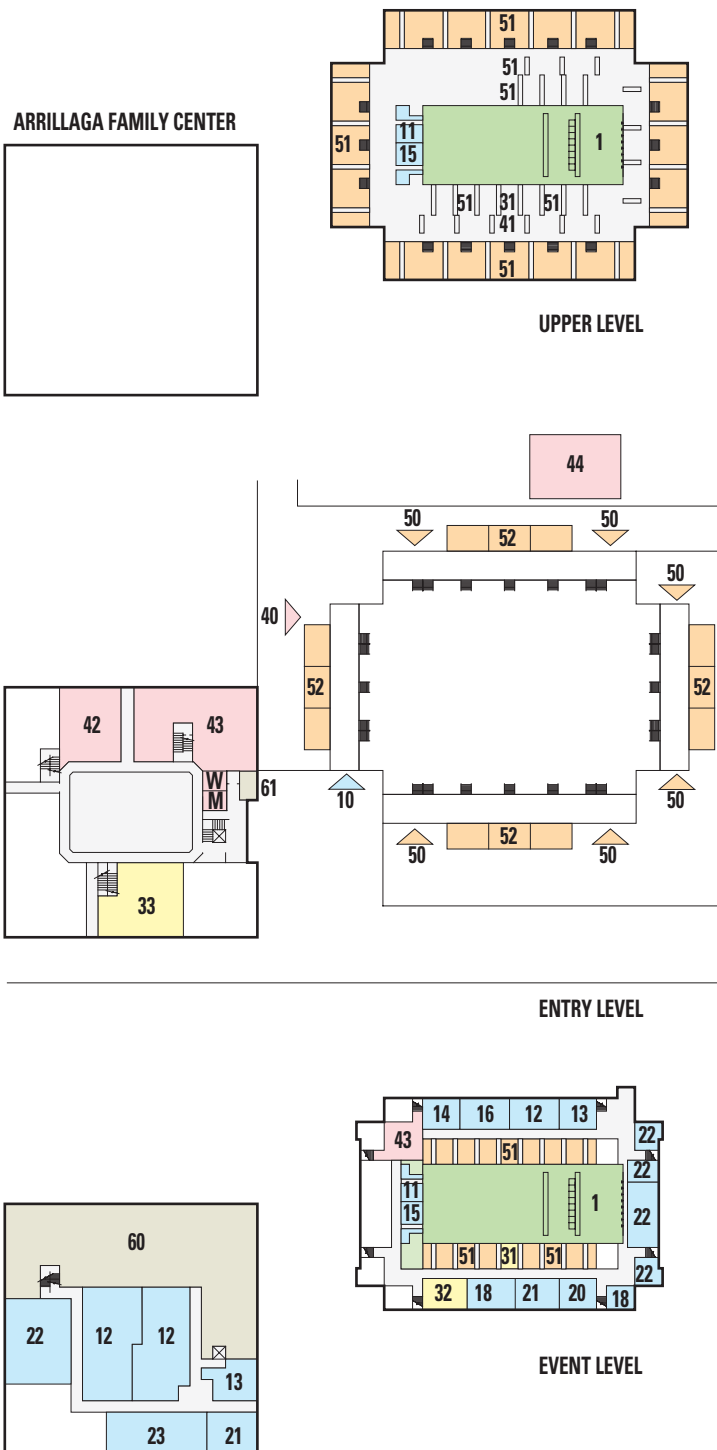 51
51
51
ARRILLAGA FAMILY CENTER
11
1
51
15
51 31 51
41
51
UPPER LEVEL
44
50 52 50
50
40
52 52
42 43
W
M
61
10
50
50 52 50
33
ENTRY LEVEL
14 16 12 13
43 22
51
22
11
15
1
22
60
51 31 51
22
32 18 21 20 18
22 12 12
13
EVENT LEVEL
23 21